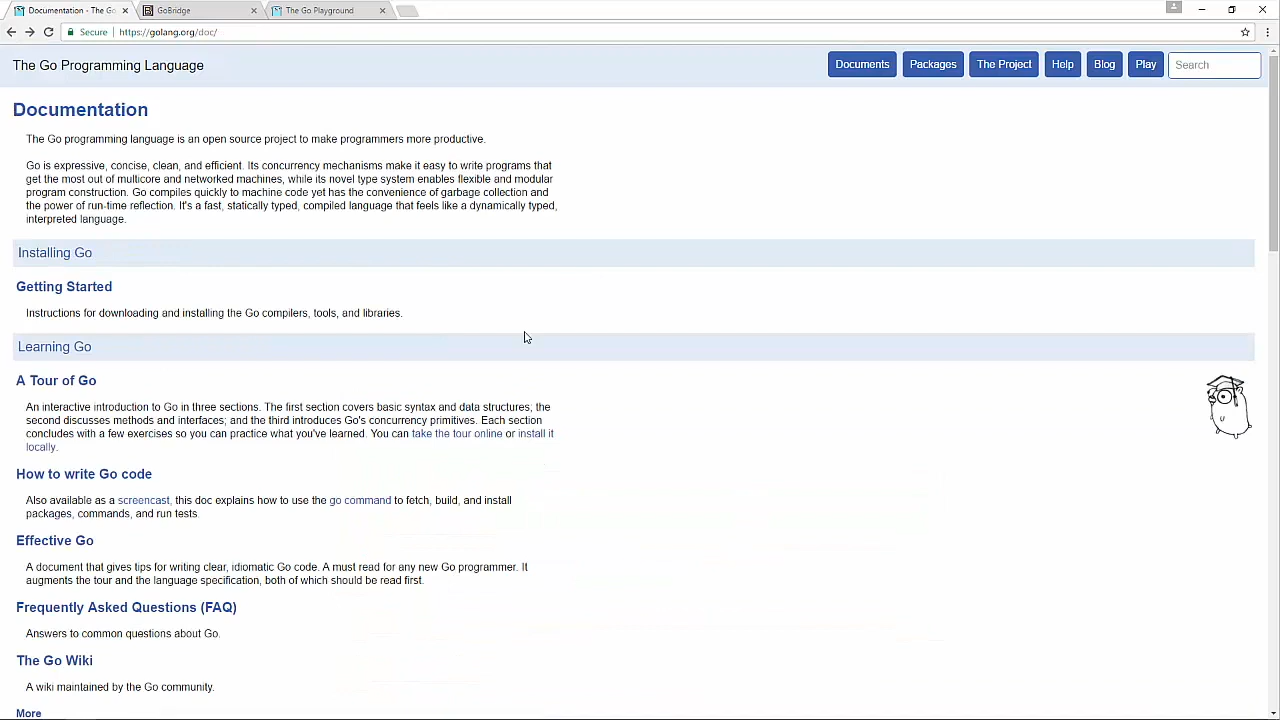 Documentation - The Go
GoBridge
The Go Playground
Secure https://golang.org/doc/
The Go Programming Language
Documents
Packages
The Project
Help
Blog
Play
Search
Documentation
The Go programming language is an open source project to make programmers more productive.
Go is expressive, concise, clean, and efficient. Its concurrency mechanisms make it easy to write programs that
get the most out of multicore and networked machines, while its novel type system enables flexible and modular
program construction. Go compiles quickly to machine code yet has the convenience of garbage collection and
the power of run-time reflection. It's a fast, statically typed, compiled language that feels like a dynamically typed,
interpreted language.
Installing Go
Getting Started
Instructions for downloading and installing the Go compilers, tools, and libraries.
Learning Go
A Tour of Go
An interactive introduction to Go in three sections. The first section covers basic syntax and data structures; the
second discusses methods and interfaces; and the third introduces Go's concurrency primitives. Each section
concludes with a few exercises so you can practice what you've learned. You can take the tour online or install it
locally.
How to write Go code
Also available as a screencast, this doc explains how to use the go command to fetch, build, and install
packages, commands, and run tests.
Effective Go
A document that gives tips for writing clear, idiomatic Go code. A must read for any new Go programmer. It
augments the tour and the language specification, both of which should be read first.
Frequently Asked Questions (FAQ)
Answers to common questions about Go.
The Go Wiki
A wiki maintained by the Go community.
More